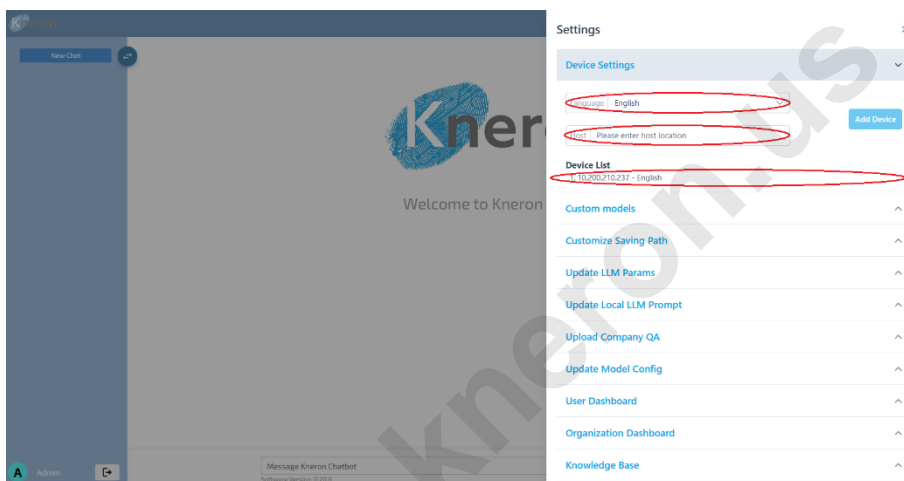 Kneron
Settings
New Chat
Device Settings
Language English
Add Device
Host Please enter host location
Device List
1. 10.200.210.237 - English
Welcome to Kneron
Custom models
Customize Saving Path
Update LLM Params
Update Local LLM Prompt
Upload Company QA
Update Model Config
User Dashboard
Organization Dashboard
Knowledge Base
A Admin
Message Kneron Chatbot
kneron.us